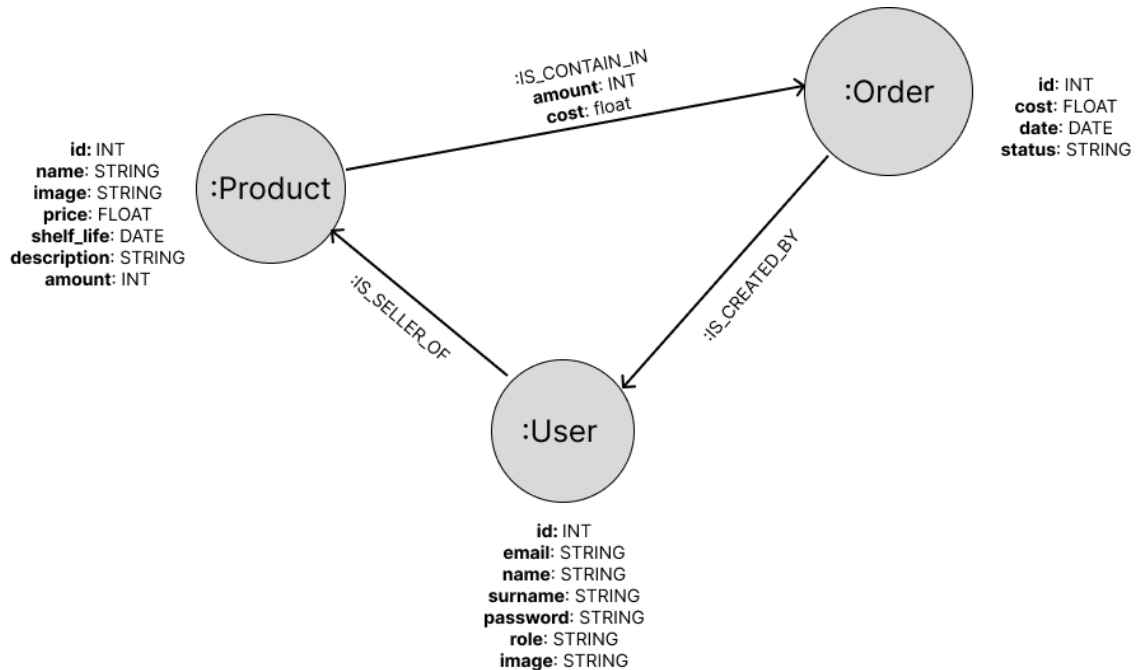 :IS_CONTAIN_IN
amount: INT
cost: float
:Order
id: INT
cost: FLOAT
date: DATE
status: STRING
id: INT
name: STRING
image: STRING
price: FLOAT
shelf_life: DATE
description: STRING
amount: INT
:Product
:IS_SELLER_OF
:IS_CREATED_BY
:User
id: INT
email: STRING
name: STRING
surname: STRING
password: STRING
role: STRING
image: STRING